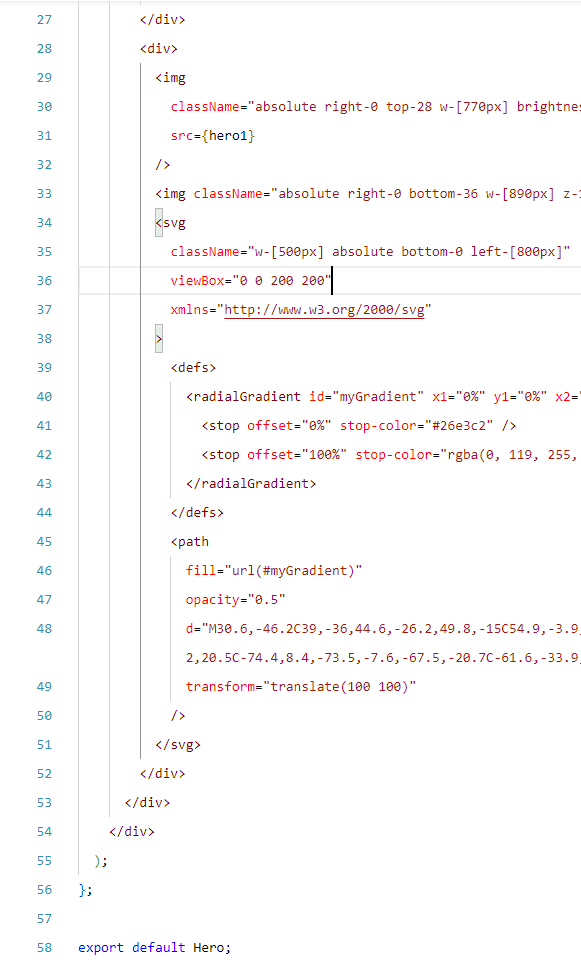 27 </div>
28 <div>
29 <img
30 className="absolute right-0 top-28 w-[770px]
31 src={hero1}
32 />
33 <img className="absolute right-0 bottom-36 w-[890px]
34 <svg
35 className="w-[500px] absolute bottom-0 left-[800px]"
36 viewBox="0 0 200 200"
37 xmlns="http://www.w3.org/2000/svg"
38 >
39 <defs>
40 <radialGradient id="myGradient" x1="0%" y1="0%" x2=
41 <stop offset="0%" stop-color="#26e3c2" />
42 <stop offset="100%" stop-color="rgba(0, 119, 255,
43 </radialGradient>
44 </defs>
45 <path
46 fill="url(#myGradient)"
47 opacity="0.5"
48 d="M30.6,-46.2C39,-36,44.6,-26.2,49.8,-15C54.9,-3.9,
2,20.5C-74.4,8.4,-73.5,-7.6,-67.5,-20.7C-61.6,-33.9,
49 transform="translate(100 100)"
50 />
51 </svg>
52 </div>
53 </div>
54 </div>
55 );
56 };
57
58 export default Hero;